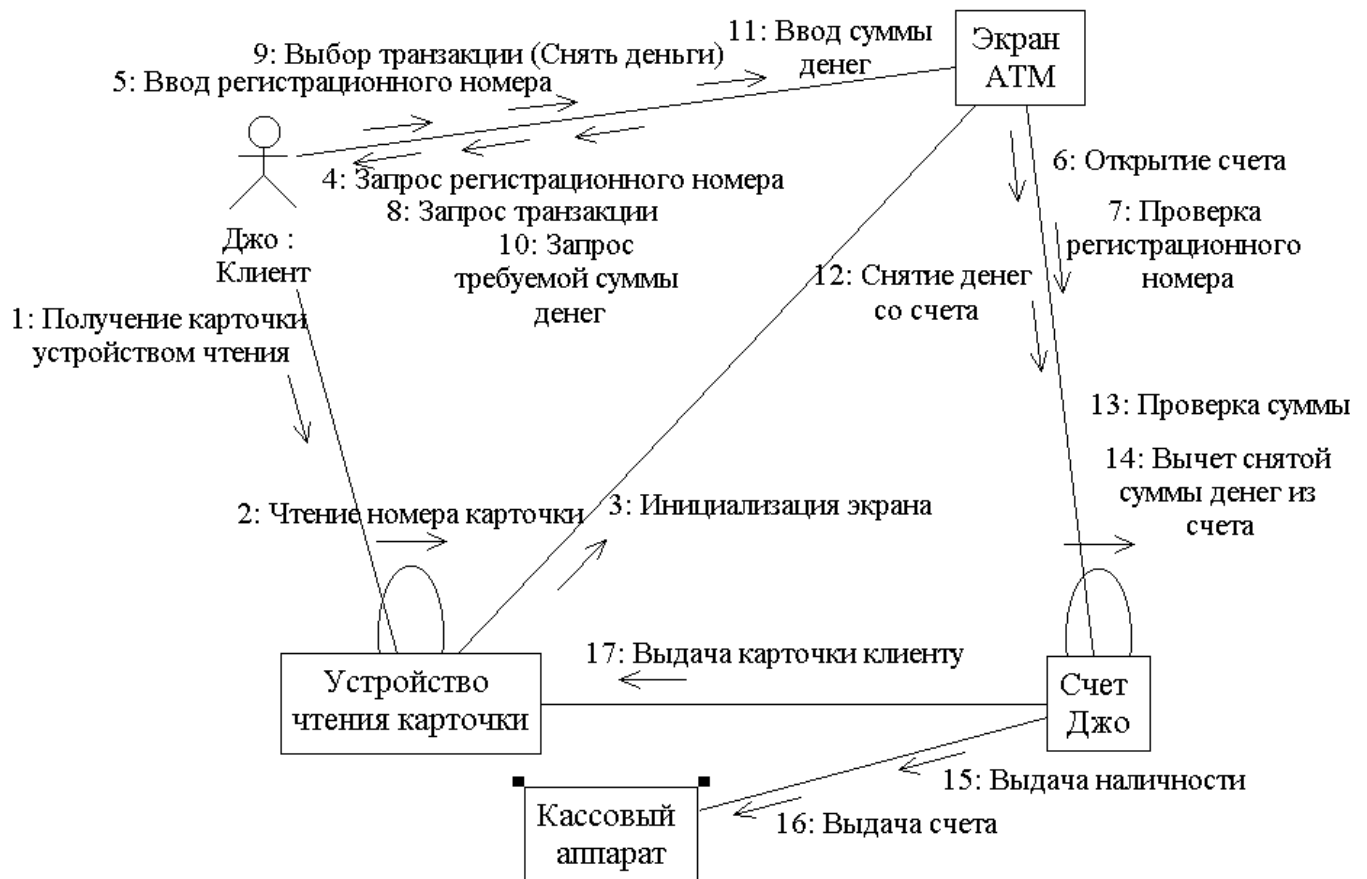 9: Выбор транзакции (Снять деньги)
5: Ввод регистрационного номера
11: Ввод суммы
денег
Экран
АТМ
4: Запрос регистрационного номера
8: Запрос транзакции
10: Запрос
требуемой суммы
денег
Джо :
Клиент
6: Открытие счета
7: Проверка
регистрационного
номера
12: Снятие денег
со счета
1: Получение карточки
устройством чтения
13: Проверка суммы
14: Вычет снятой
суммы денег из
счета
2: Чтение номера карточки
3: Инициализация экрана
17: Выдача карточки клиенту
Устройство
чтения карточки
Счет
Джо
15: Выдача наличности
16: Выдача счета
Кассовый
аппарат